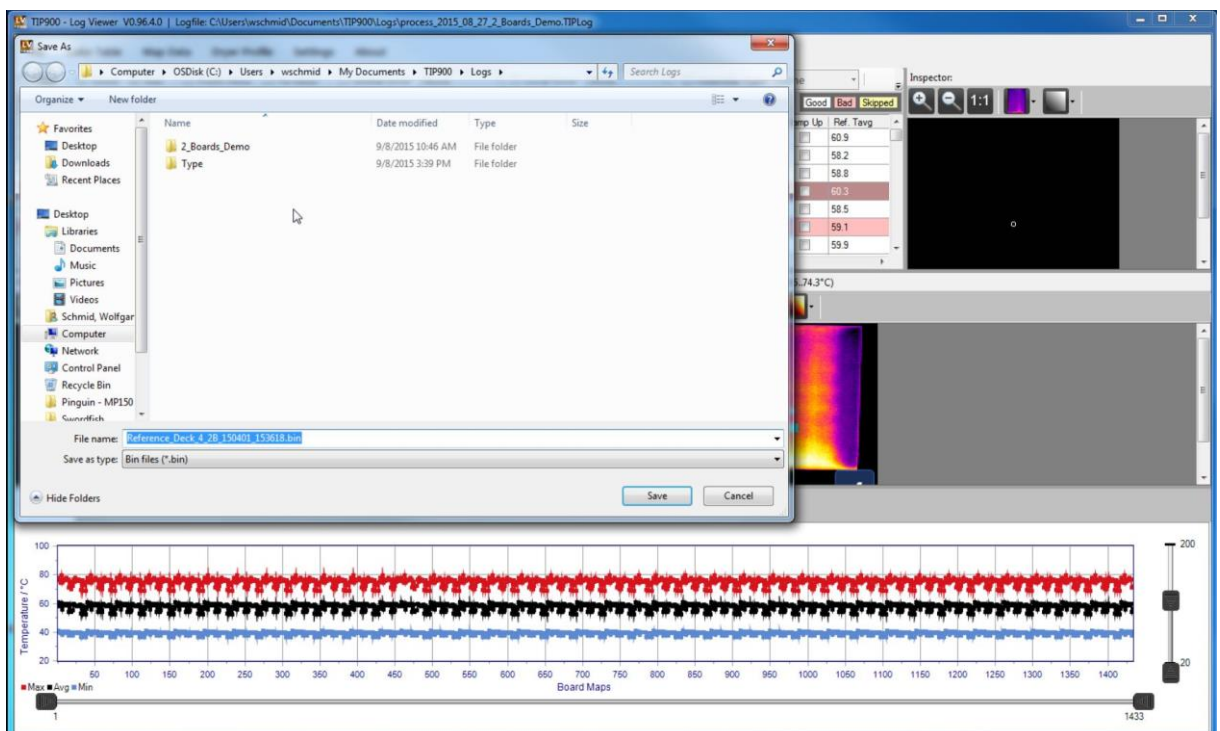 TIP900 - Log Viewer V0.96.4.0 | Logfile: C:\Users\wschmid\Documents\TIP900\Logs\process_2015_08_27_2_Boards_Demo.TIPLog
Save As
Computer ▸ OSDisk (C:) ▸ Users ▸ wschmid ▸ My Documents ▸ TIP900 ▸ Logs ▸
Search Logs
Organize
New folder
Favorites
Desktop
Downloads
Recent Places
Desktop
Libraries
Documents
Music
Pictures
Videos
Schmid, Wolfgar
Computer
Network
Control Panel
Recycle Bin
Pinguin - MP150
Swordfish
Name Date modified Type Size
2_Boards_Demo 9/8/2015 10:46 AM File folder
Type 9/8/2015 3:39 PM File folder
File name: Reference_Deck_4_2B_150401_153618.bin
Save as type: Bin files (*.bin)
Hide Folders
Save
Cancel
Good Bad Skipped
mp Up Ref. Tavg
60.9
58.2
58.8
60.3
58.5
59.1
59.9
Inspector:
1:1
..74.3°C)
Temperature / °C
100
80
60
40
20
50 100 150 200 250 300 350 400 450 500 550 600 650 700 750 800 850 900 950 1000 1050 1100 1150 1200 1250 1300 1350 1400
Max Avg Min
Board Maps
200
20
1
1433